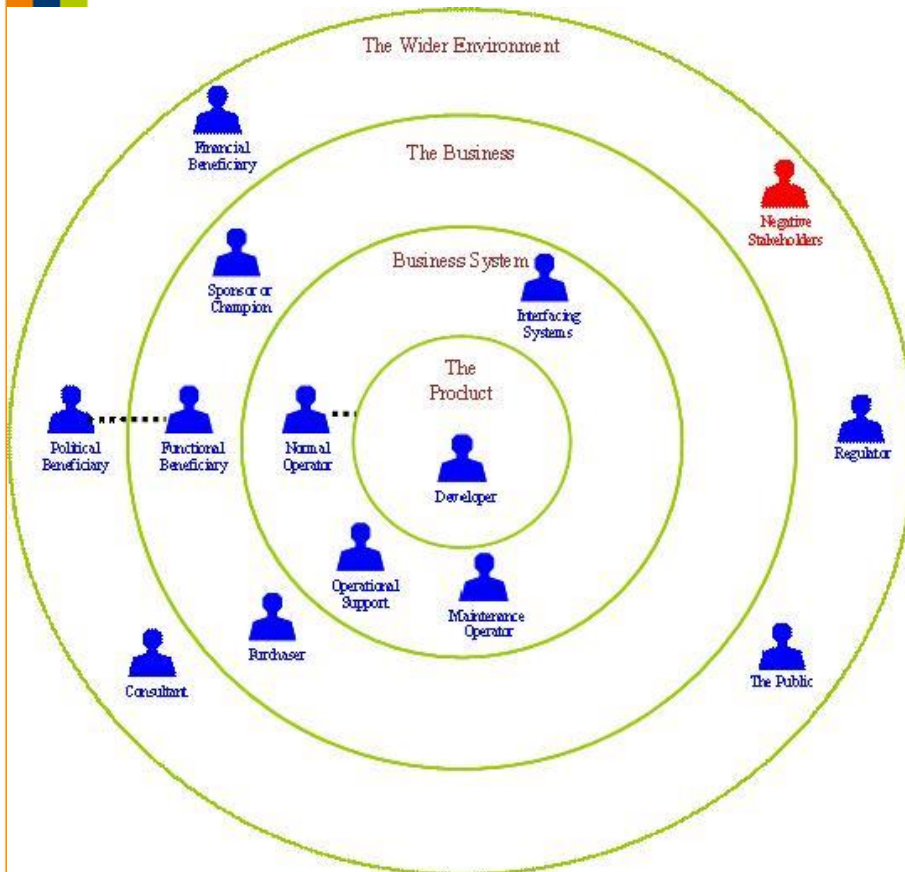 The Wider Environment
Financial
Beneficiary
The Business
Negative
Stakeholders
Sponsor or
Champion
Business System
Interfacing
Systems
The
Product
Political
Beneficiary
Functional
Beneficiary
Normal
Operator
Developer
Regulator
Operational
Support
Maintenance
Operator
Purchaser
Consultant
The Public